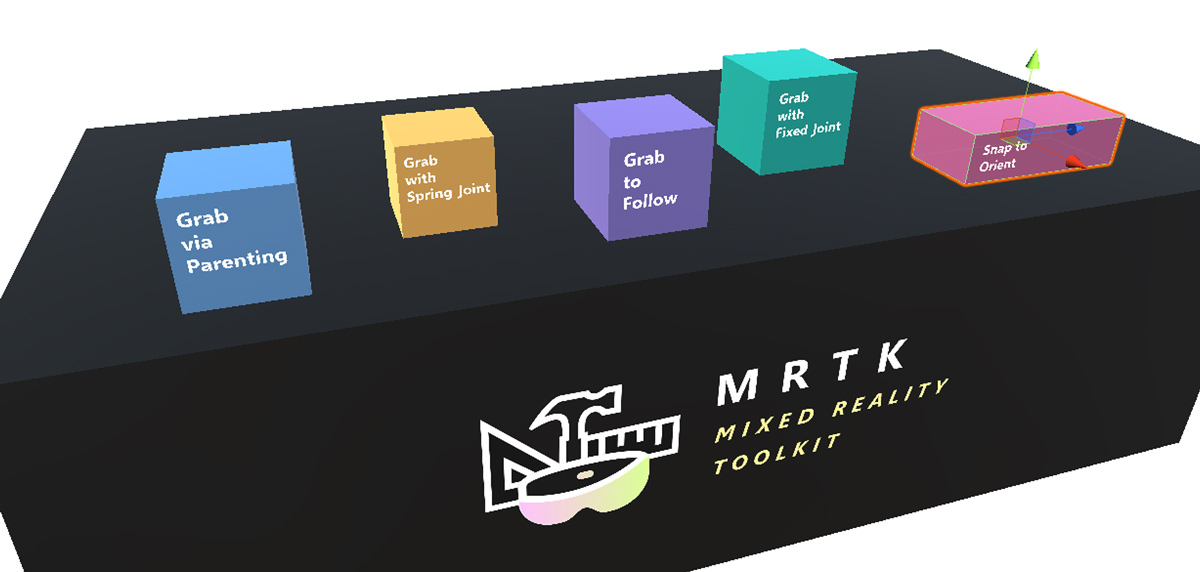 Grab
via
Parenting
Grab
with
Spring Joint
Grab
to
Follow
Grab
with
Fixed Joint
Snap to
Orient
MRTK
MIXED REALITY
TOOLKIT